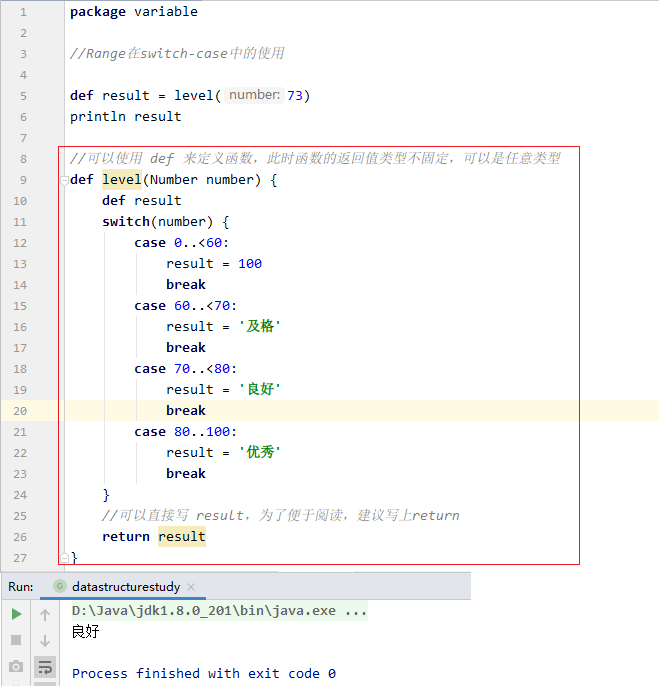 1 package variable
2
3 //Range在switch-case中的使用
4
5 def result = level( number: 73)
6 println result
7
8 //可以使用 def 来定义函数，此时函数的返回值类型不固定，可以是任意类型
9 def level(Number number) {
10     def result
11     switch(number) {
12         case 0..<60:
13             result = 100
14             break
15         case 60..<70:
16             result = '及格'
17             break
18         case 70..<80:
19             result = '良好'
20             break
21         case 80..100:
22             result = '优秀'
23             break
24     }
25     //可以直接写 result，为了便于阅读，建议写上return
26     return result
27 }
Run: G datastructurestudy ×
D:\Java\jdk1.8.0_201\bin\java.exe ...
良好
Process finished with exit code 0